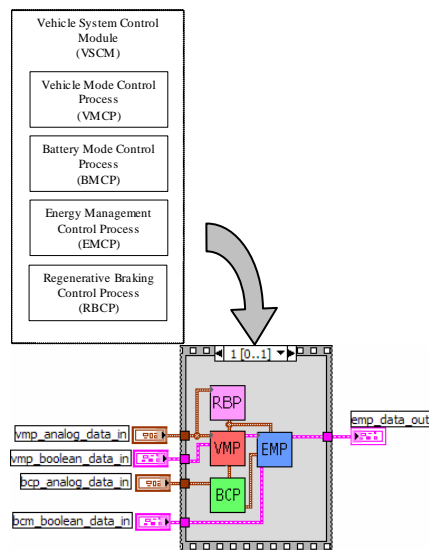 Vehicle System Control
Module
(VSCM)
Vehicle Mode Control
Process
(VMCP)
Battery Mode Control
Process
(BMCP)
Energy Management
Control Process
(EMCP)
Regenerative Braking
Control Process
(RBCP)
1 [0..1]
RBP
emp_data_out
vmp_analog_data_in
VMP
EMP
vmp_boolean_data_in
bcp_analog_data_in
BCP
bcm_boolean_data_in